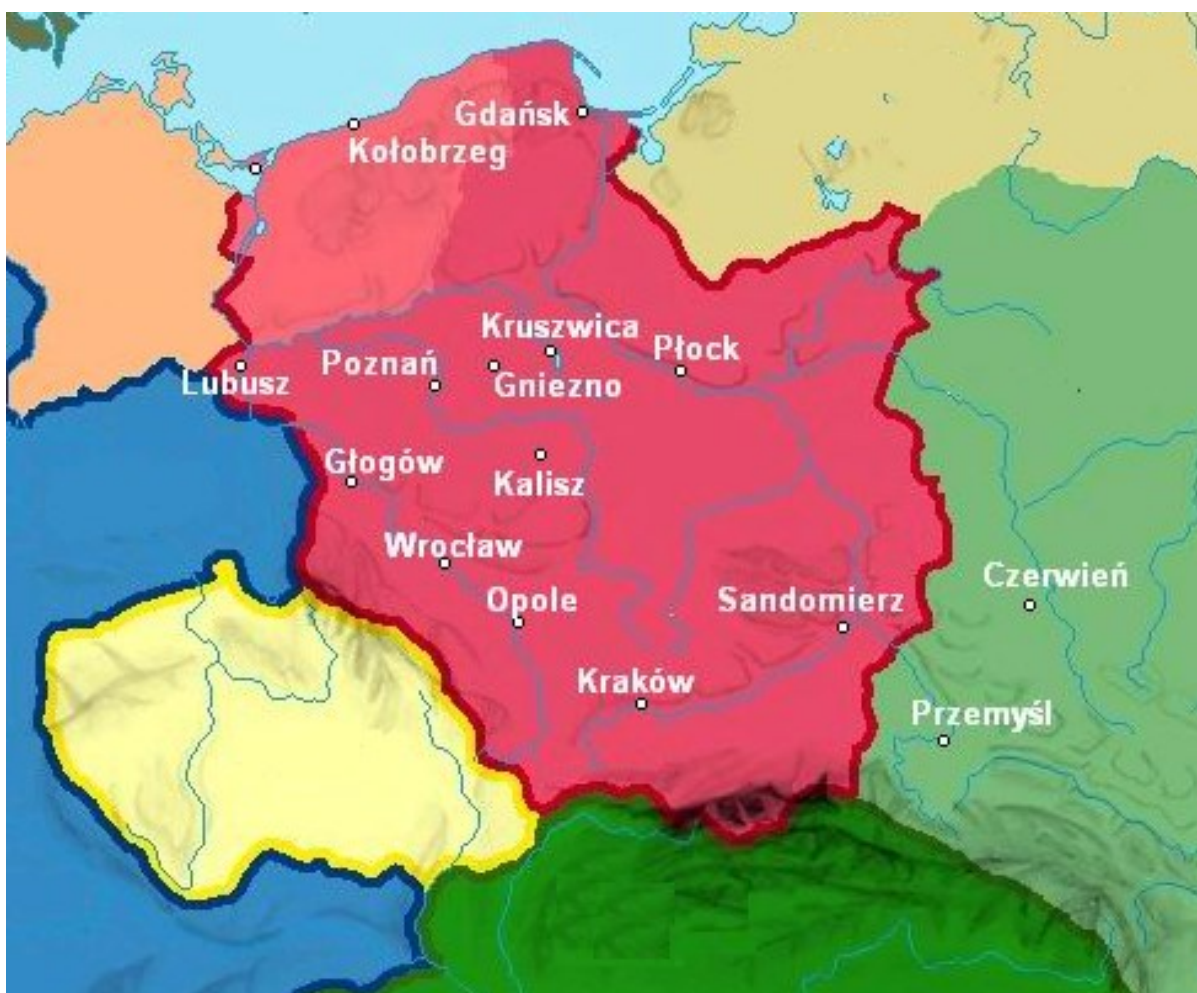 Gdańsk
Kołobrzeg
Kruszwica
Płock
Poznań
Gniezno
Lubusz
Głogów
Kalisz
Wrocław
Czerwień
Opole
Sandomierz
Kraków
Przemyśl